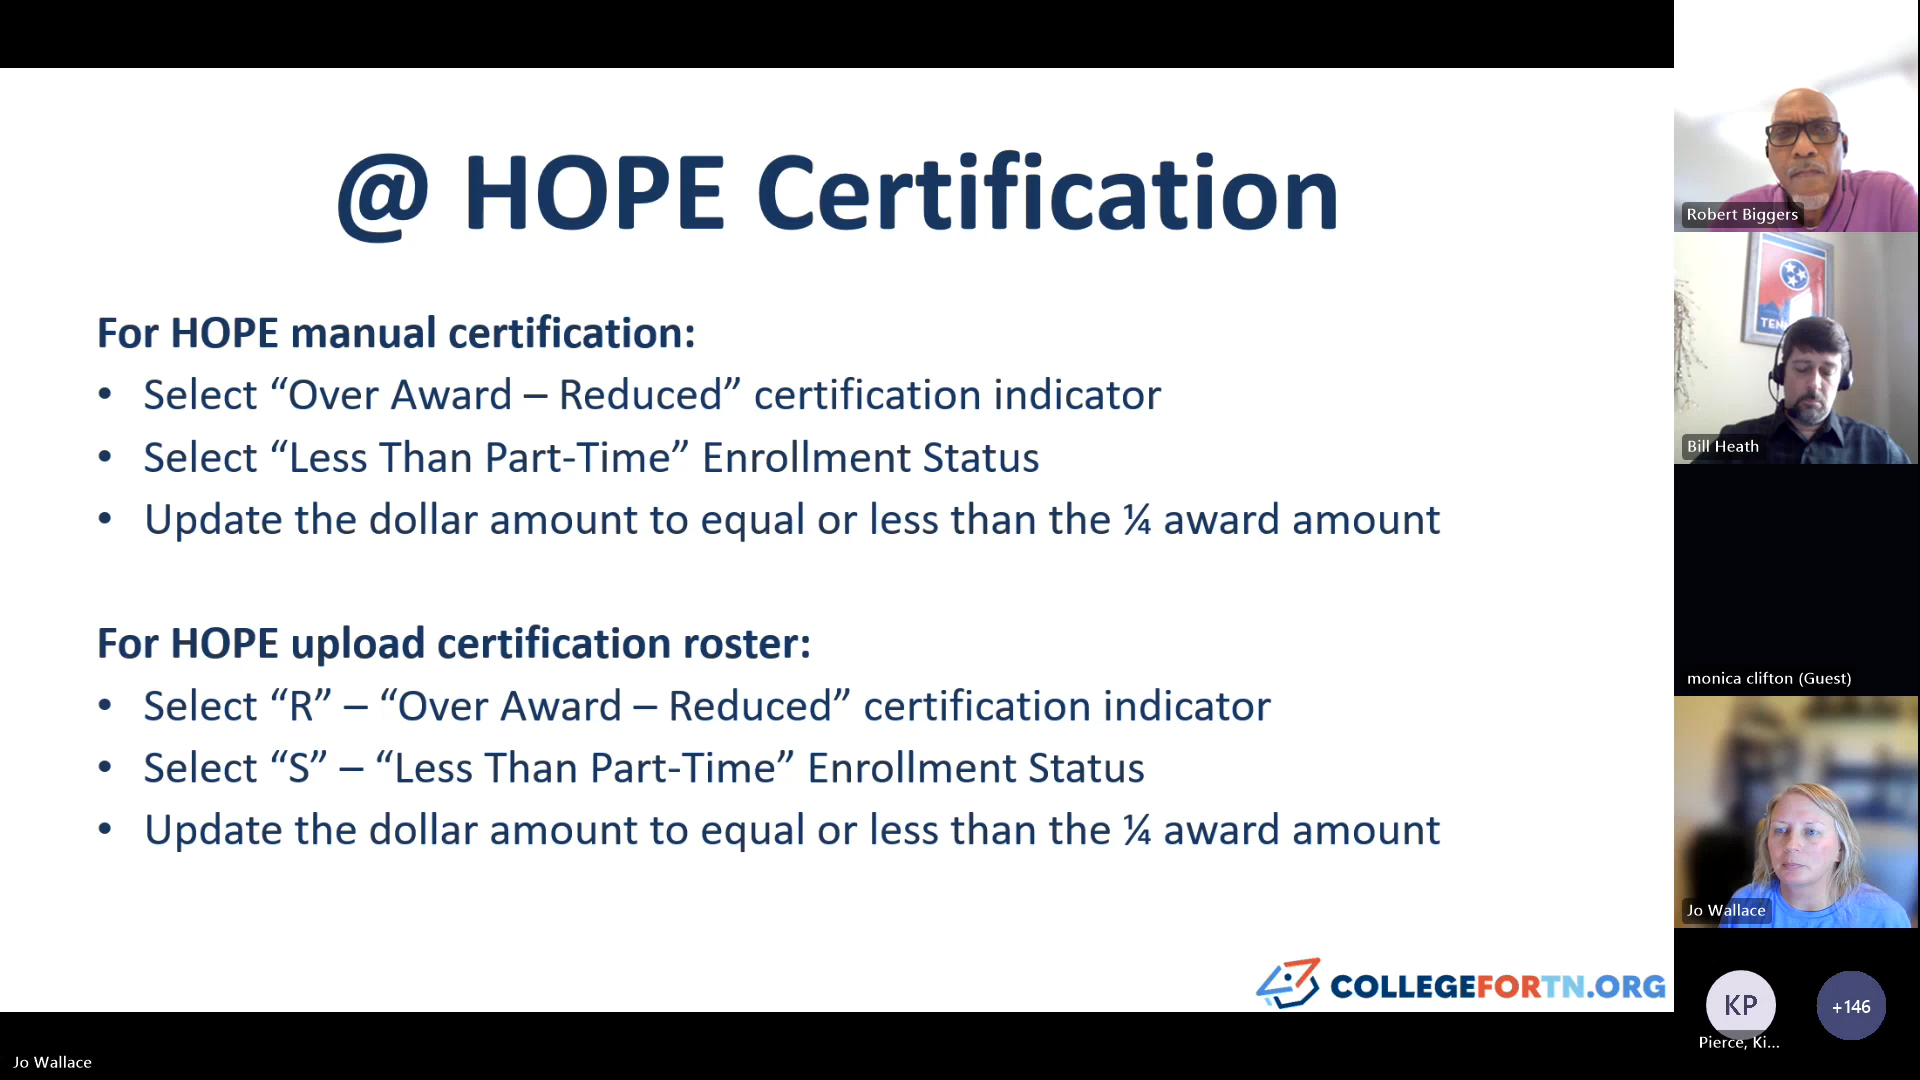 @ HOPE Certification
For HOPE manual certification:
• Select “Over Award – Reduced” certification indicator
• Select “Less Than Part-Time” Enrollment Status
• Update the dollar amount to equal or less than the ¼ award amount
For HOPE upload certification roster:
• Select “R” – “Over Award – Reduced” certification indicator
• Select “S” – “Less Than Part-Time” Enrollment Status
• Update the dollar amount to equal or less than the ¼ award amount
COLLEGEFORTN.ORG
Jo Wallace
Robert Biggers
TEN
Bill Heath
monica clifton (Guest)
Jo Wallace
KP
+146
Pierce, Ki...